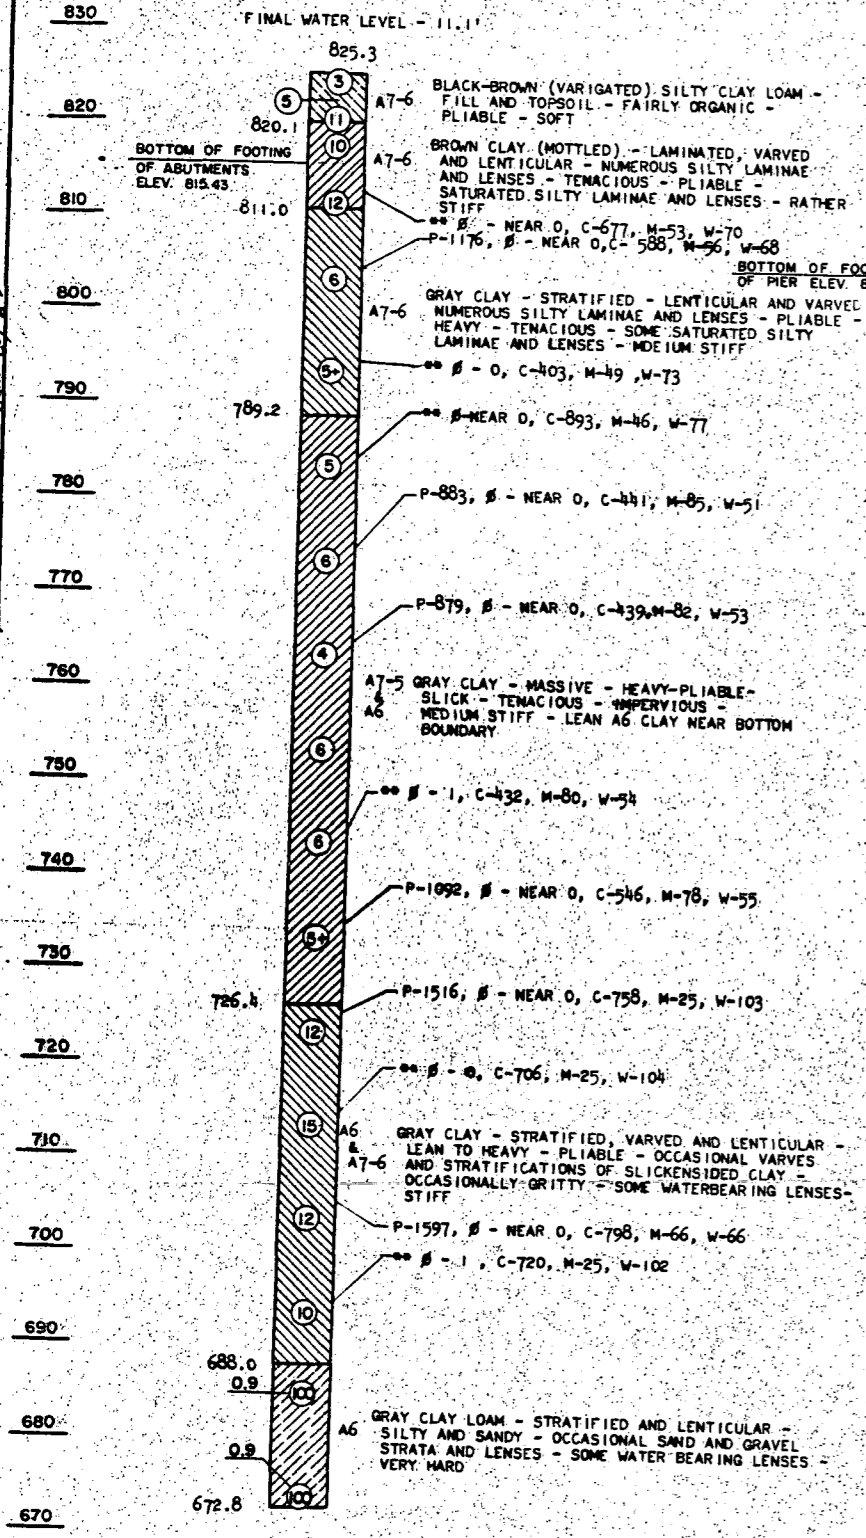 830
FINAL WATER LEVEL - 11.1'
825.3
3
BLACK-BROWN (VARIGATED) SILTY CLAY LOAM -
5
A7-6
FILL AND TOPSOIL - FAIRLY ORGANIC -
PLIABLE - SOFT
820
11
820.1
10
BOTTOM OF FOOTING
OF ABUTMENTS
ELEV. 815.43
A7-6
BROWN CLAY (MOTTLED) - LAMINATED, VARVED
AND LENTICULAR - NUMEROUS SILTY LAMINAE
AND LENSES - TENACIOUS - PLIABLE -
SATURATED SILTY LAMINAE AND LENSES - RATHER
STIFF
810
811.0
12
** Ø - NEAR 0, C-677, M-53, W-70
P-1176, Ø - NEAR 0, C-588, M-56, W-68
BOTTOM OF FOO
OF PIER ELEV. 8
6
800
A7-6
GRAY CLAY - STRATIFIED - LENTICULAR AND VARVED
NUMEROUS SILTY LAMINAE AND LENSES - PLIABLE -
HEAVY - TENACIOUS - SOME SATURATED SILTY
LAMINAE AND LENSES - MDEIUM STIFF
5+
** Ø - 0, C-403, M-49, W-73
790
789.2
** Ø-NEAR 0, C-893, M-46, W-77
5
780
P-883, Ø - NEAR 0, C-441, M-85, W-51
6
770
P-879, Ø - NEAR 0, C-439, M-82, W-53
4
760
A7-5
&
A6
GRAY CLAY - MASSIVE - HEAVY-PLIABLE-
SLICK - TENACIOUS - IMPERVIOUS -
MEDIUM STIFF - LEAN A6 CLAY NEAR BOTTOM
BOUNDARY
6
750
** Ø - 1, C-432, M-80, W-54
6
740
P-1092, Ø - NEAR 0, C-546, M-78, W-55
5+
730
726.4
P-1516, Ø - NEAR 0, C-758, M-25, W-103
12
720
** Ø - 0, C-706, M-25, W-104
15
710
A6
&
A7-6
GRAY CLAY - STRATIFIED, VARVED AND LENTICULAR -
LEAN TO HEAVY - PLIABLE - OCCASIONAL VARVES
AND STRATIFICATIONS OF SLICKENSIDED CLAY -
OCCASIONALLY GRITTY - SOME WATERBEARING LENSES-
STIFF
12
700
P-1597, Ø - NEAR 0, C-798, M-66, W-66
** Ø - 1, C-720, M-25, W-102
10
690
688.0
0.9
100
680
A6
GRAY CLAY LOAM - STRATIFIED AND LENTICULAR -
SILTY AND SANDY - OCCASIONAL SAND AND GRAVEL
STRATA AND LENSES - SOME WATER BEARING LENSES -
VERY HARD
0.9
100
672.8
670